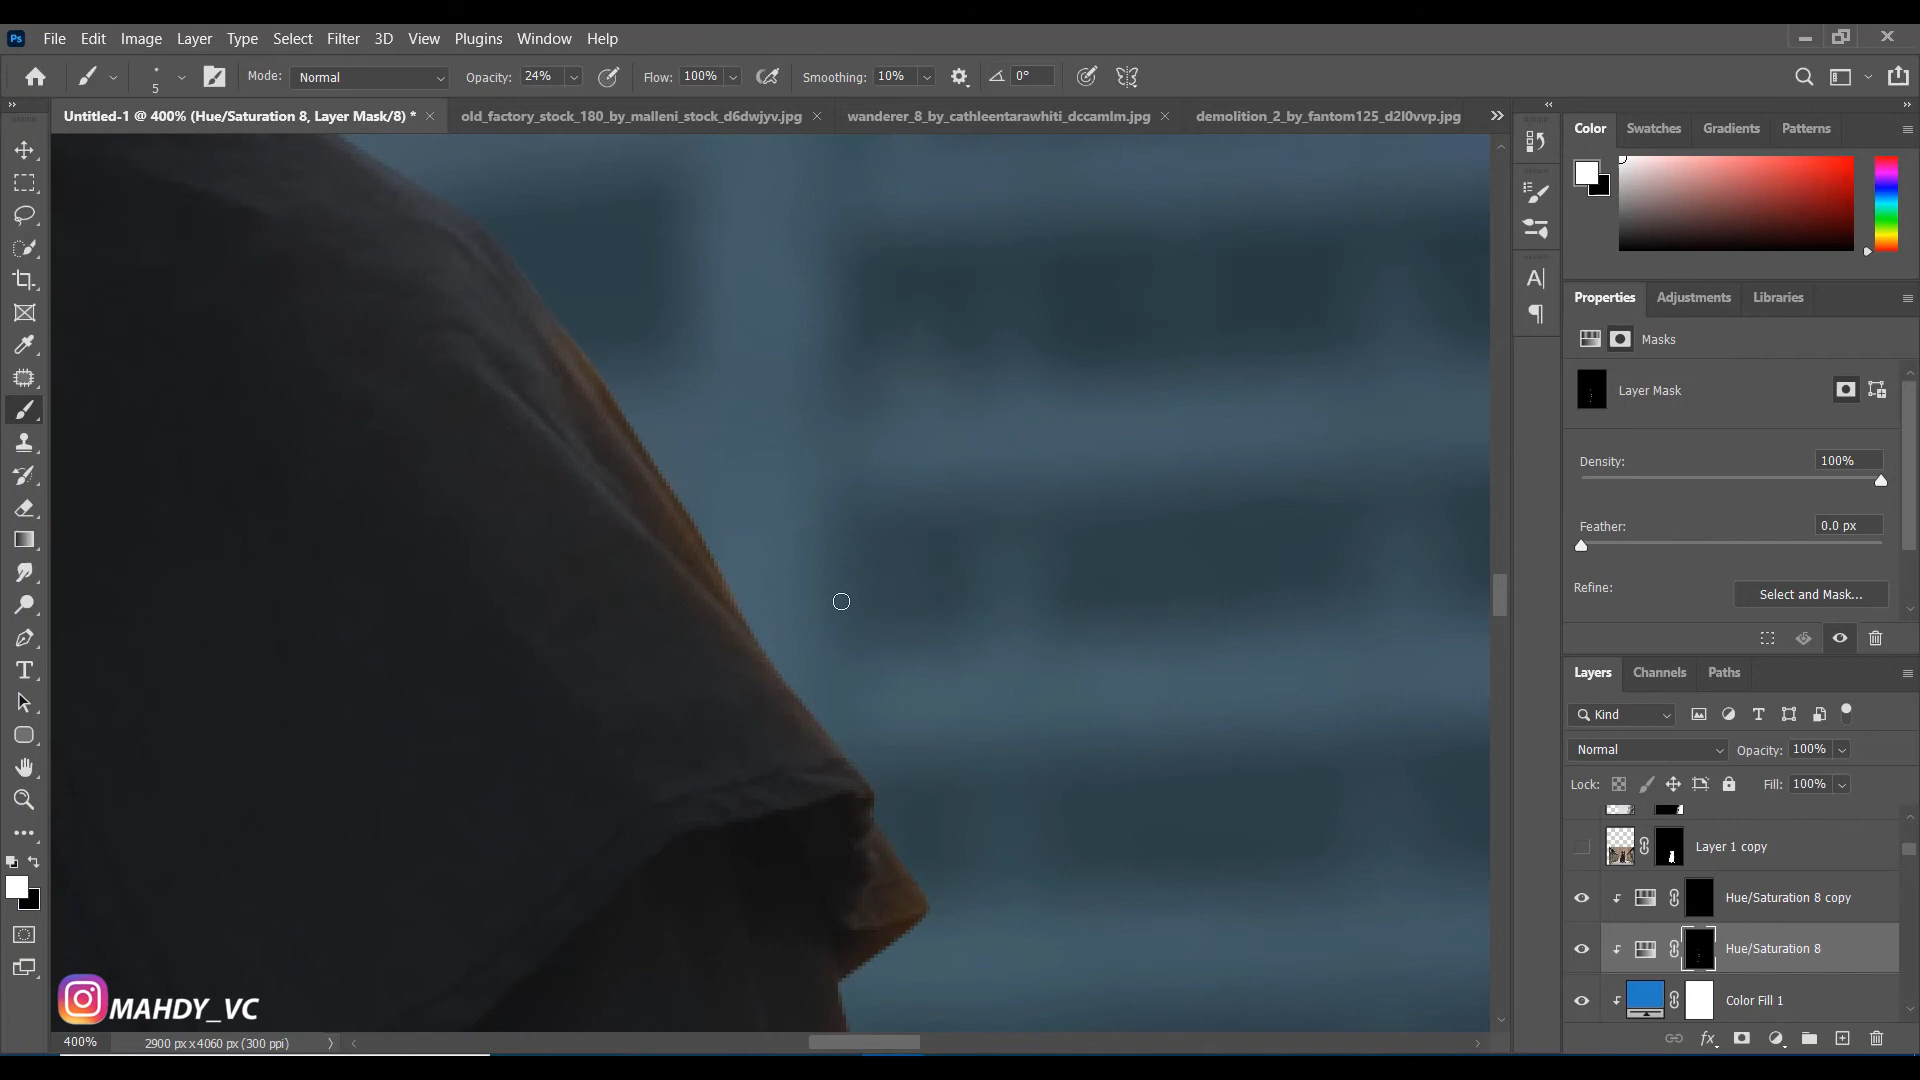 Ps File Edit Image Layer Type Select Filter 3D View Plugins Window Help
5 Mode: Normal Opacity: 24% Flow: 100% Smoothing: 10% 0°
Untitled-1 @ 400% (Hue/Saturation 8, Layer Mask/8) * old_factory_stock_180_by_malleni_stock_d6dwjyv.jpg wanderer_8_by_cathleentarawhiti_dccamlm.jpg demolition_2_by_fantom125_d2l0vvp.jpg
Color Swatches Gradients Patterns
Properties Adjustments Libraries
Masks
Layer Mask
Density: 100%
Feather: 0.0 px
Refine: Select and Mask...
Layers Channels Paths
Kind
Normal Opacity: 100%
Lock: Fill: 100%
Layer 1 copy
Hue/Saturation 8 copy
Hue/Saturation 8
Color Fill 1
MAHDY_VC
400% 2900 px x 4060 px (300 ppi)